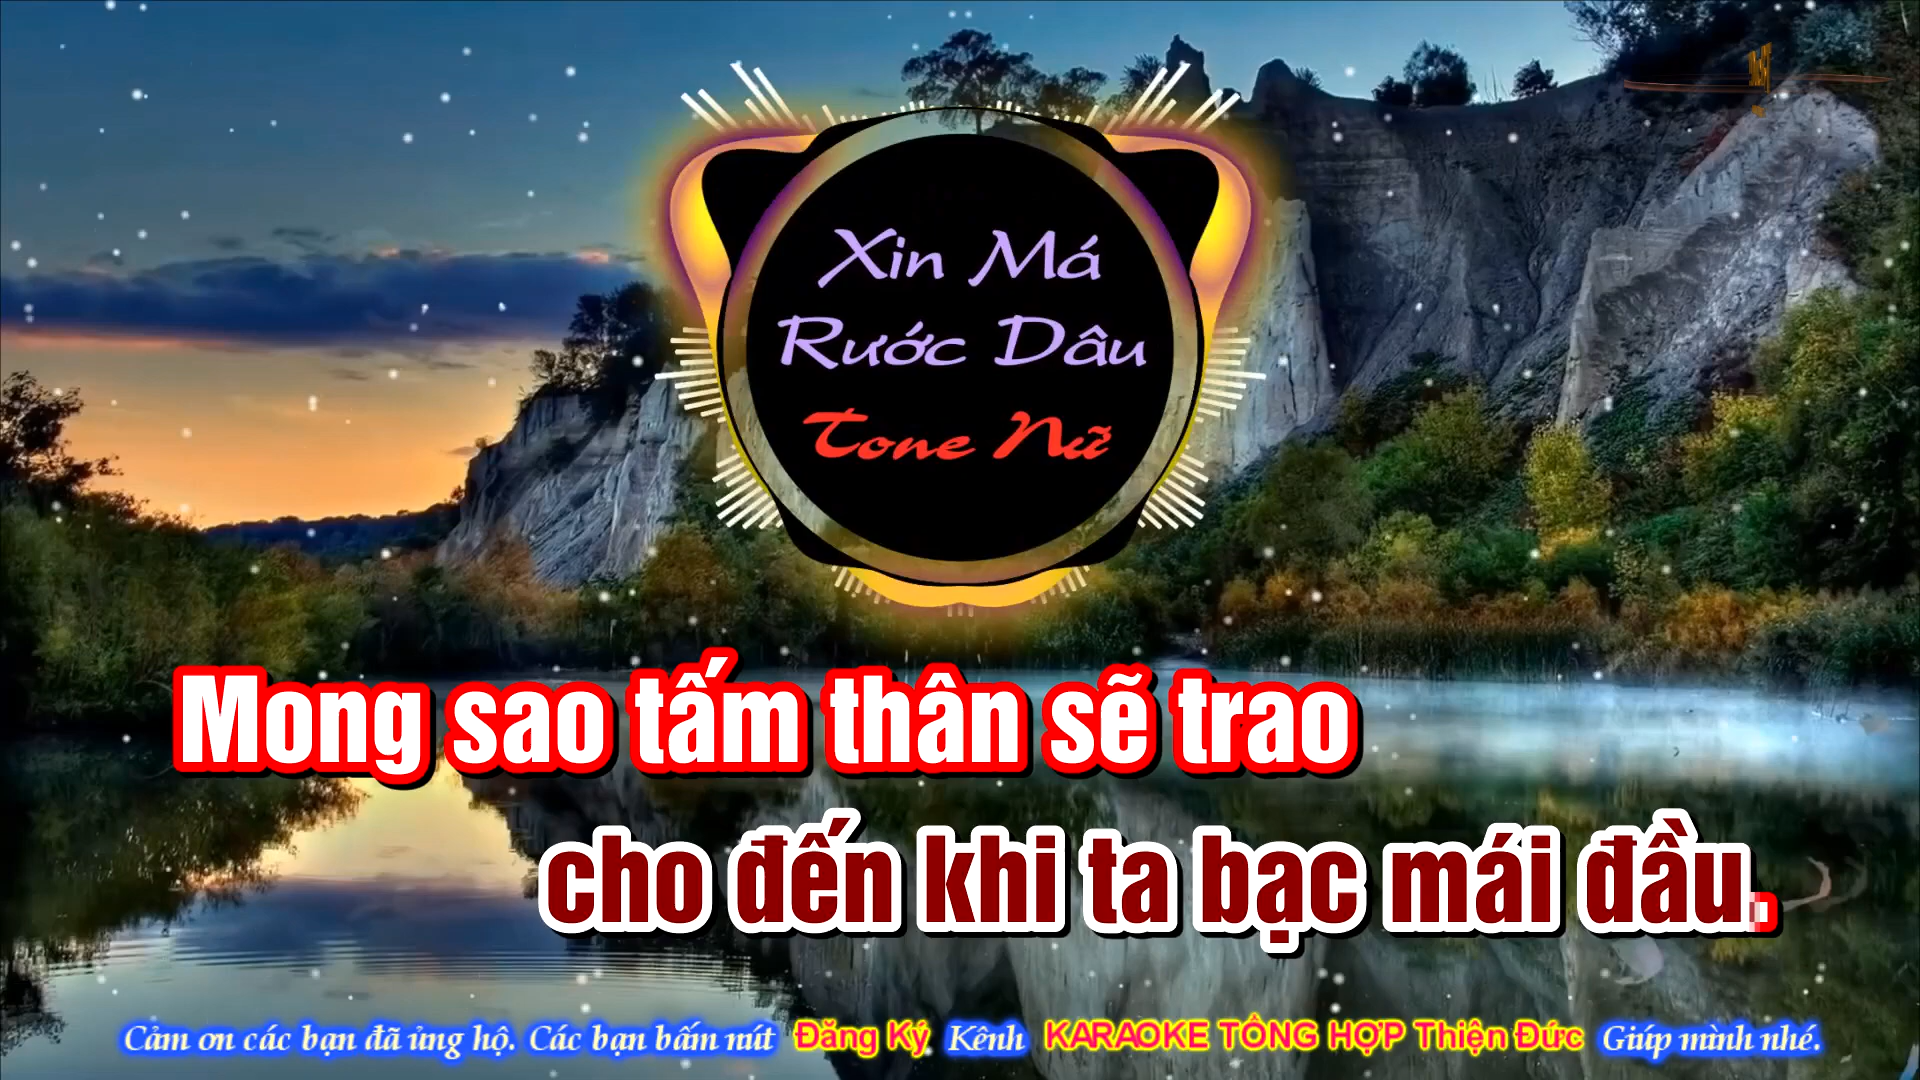 Xin Má
Rước Dâu
Tone Nữ
Mong sao tấm thân sẽ trao
cho đến khi ta bạc mái đầu.
Cảm ơn các bạn đã ủng hộ. Các bạn bấm nút Đăng Ký Kênh KARAOKE TỔNG HỢP Thiện Đức Giúp mình nhé.